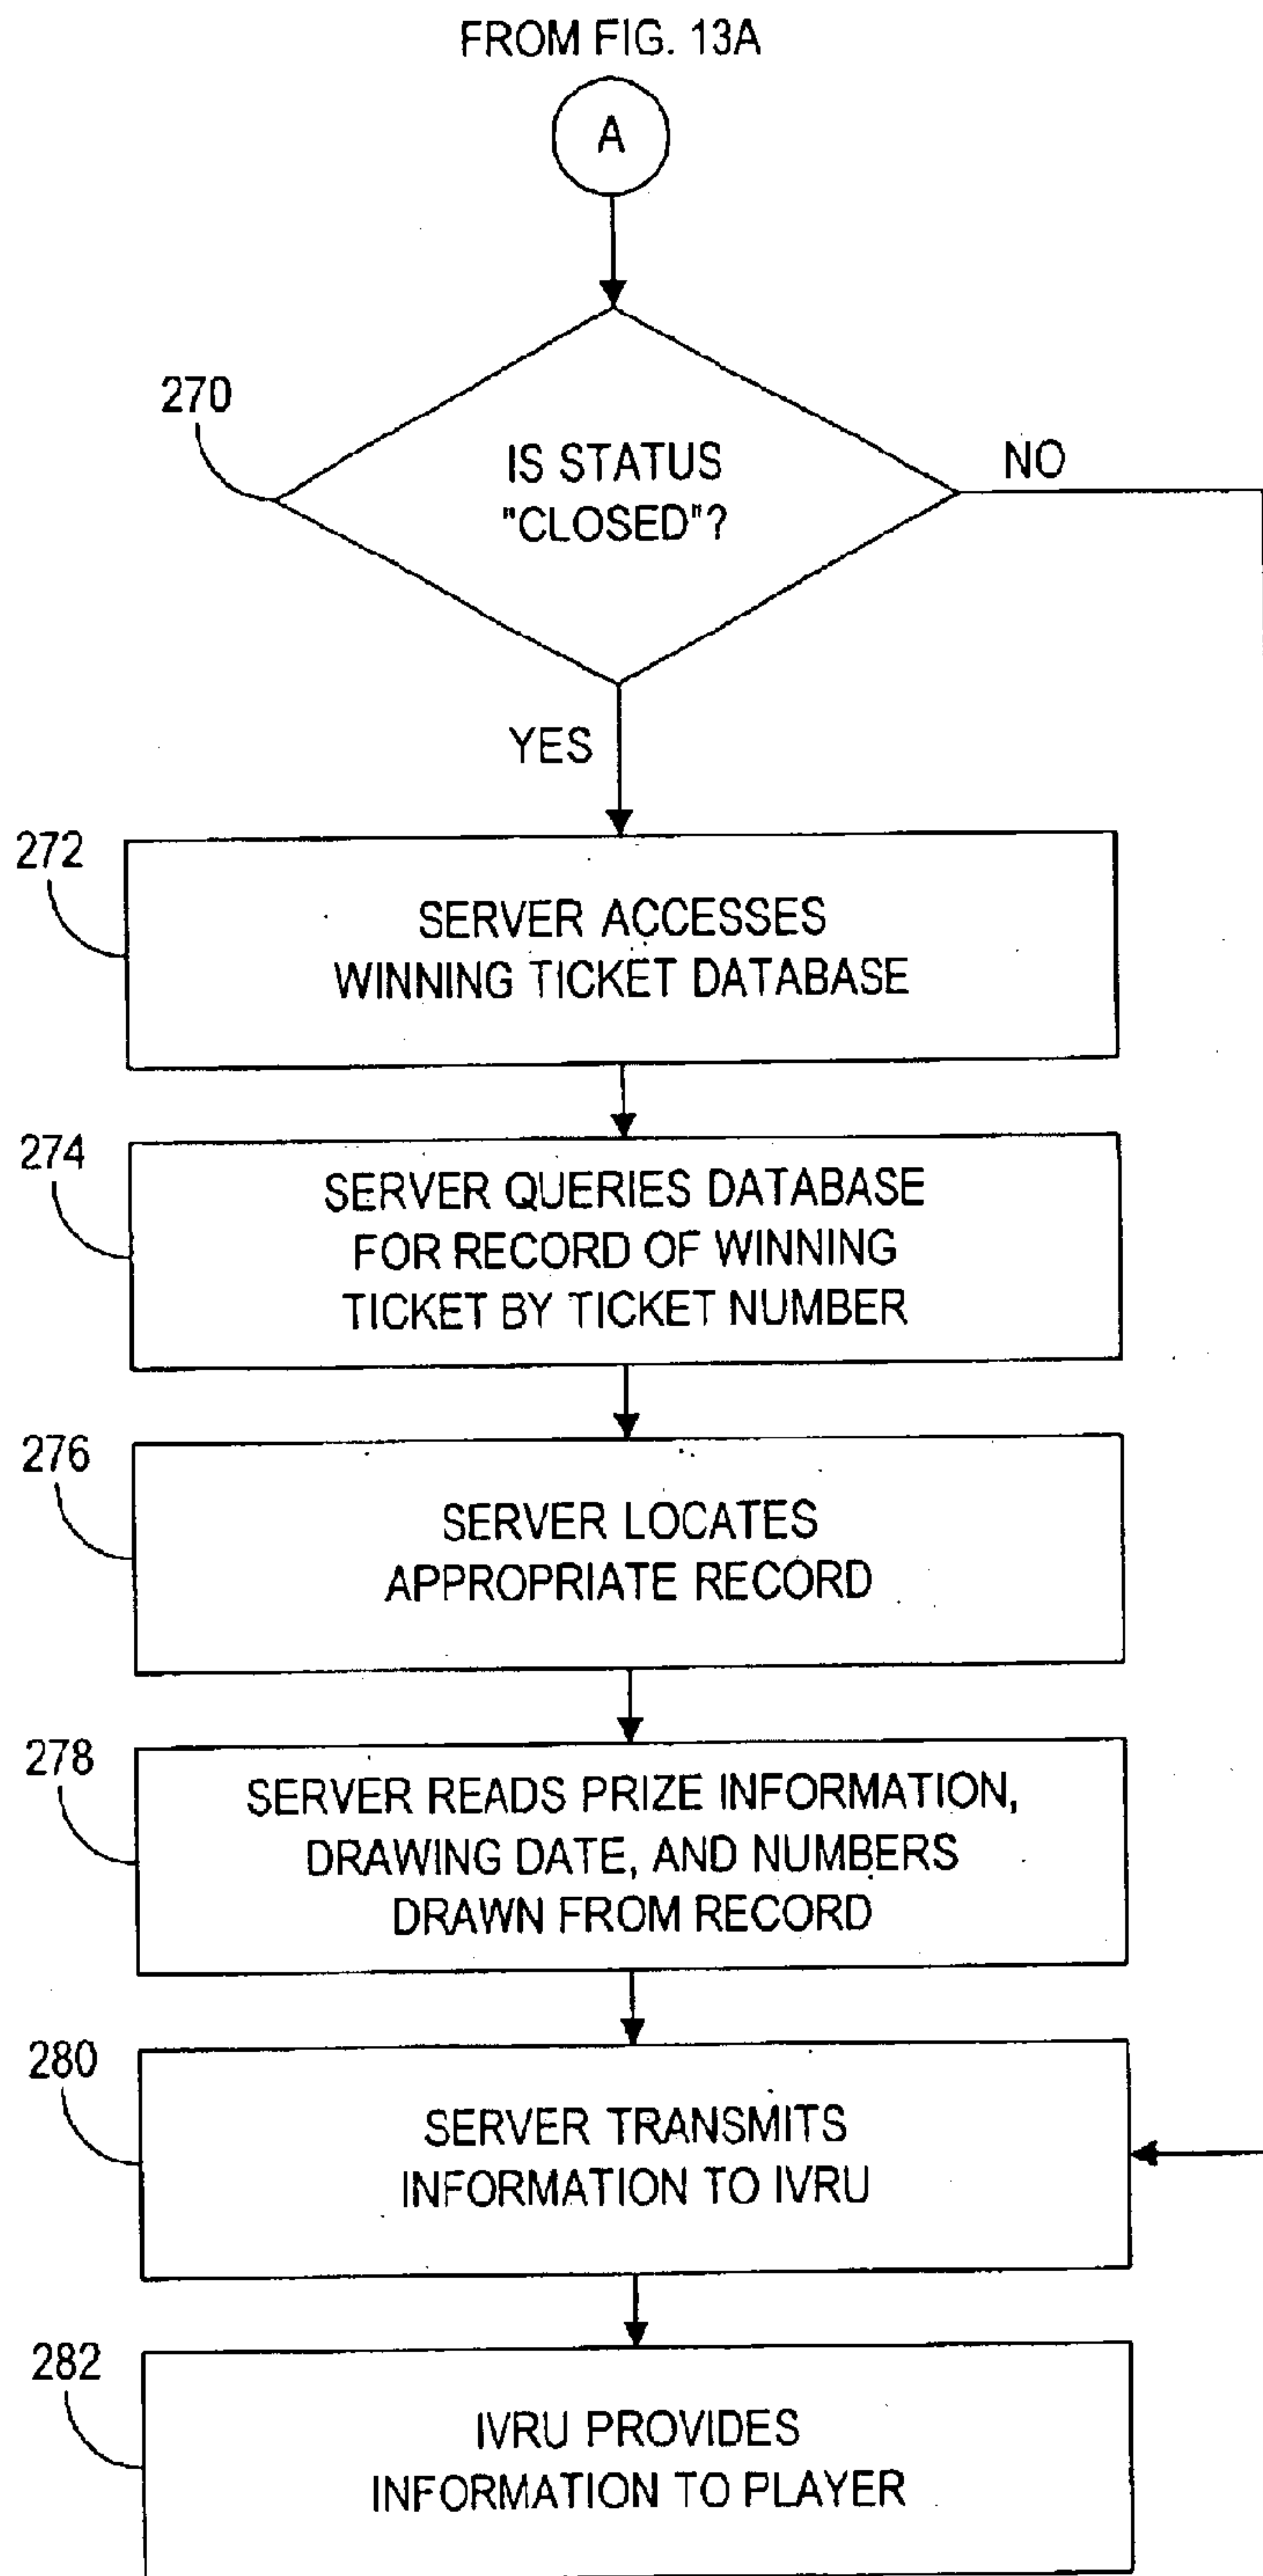 FROM FIG. 13A
A
270
IS STATUS
"CLOSED"?
NO
YES
272
SERVER ACCESSES
WINNING TICKET DATABASE
274
SERVER QUERIES DATABASE
FOR RECORD OF WINNING
TICKET BY TICKET NUMBER
276
SERVER LOCATES
APPROPRIATE RECORD
278
SERVER READS PRIZE INFORMATION,
DRAWING DATE, AND NUMBERS
DRAWN FROM RECORD
280
SERVER TRANSMITS
INFORMATION TO IVRU
282
IVRU PROVIDES
INFORMATION TO PLAYER